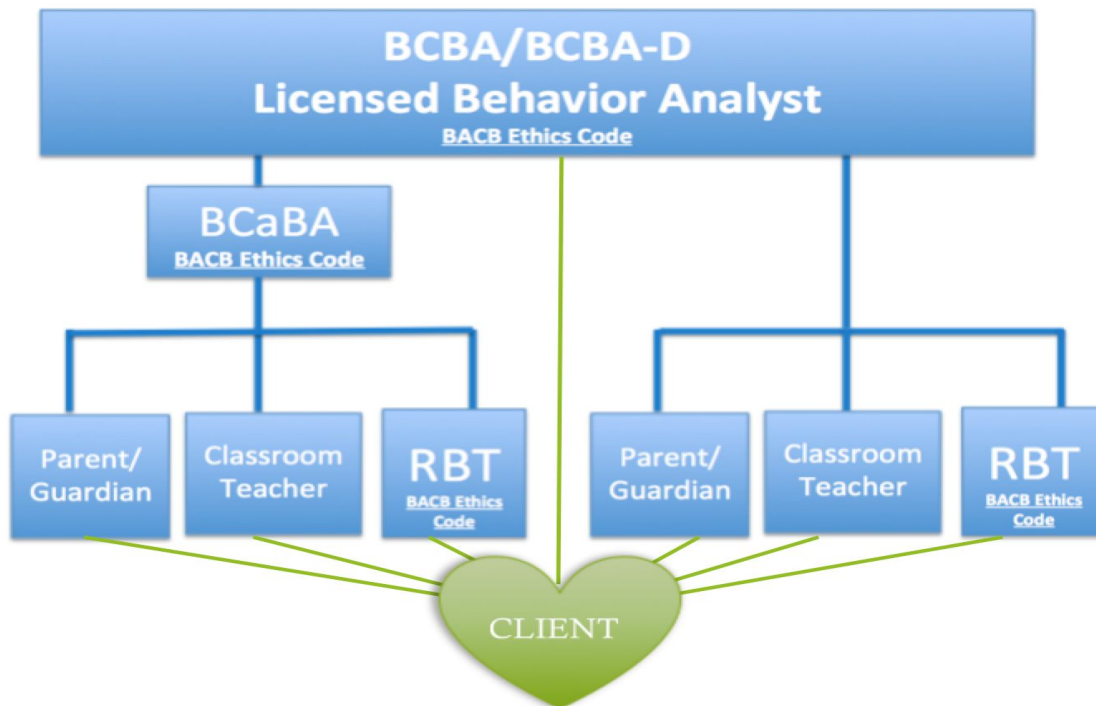 BCBA/BCBA-D
Licensed Behavior Analyst
BACB Ethics Code
BCaBA
BACB Ethics Code
Parent/
Guardian
Classroom
Teacher
RBT
BACB Ethics
Code
Parent/
Guardian
Classroom
Teacher
RBT
BACB Ethics
Code
CLIENT